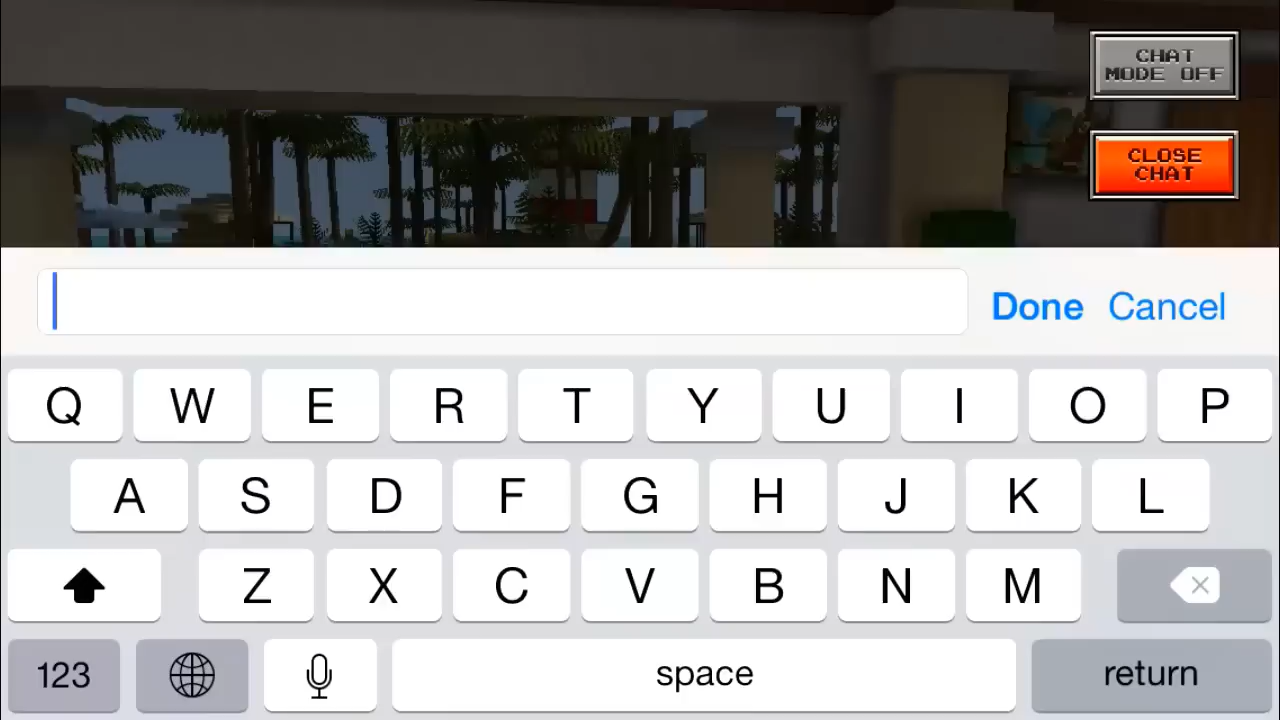 CHAT
MODE OFF
CLOSE
CHAT
Done Cancel
Q W E R T Y U I O P
A S D F G H J K L
Z X C V B N M
123 space return